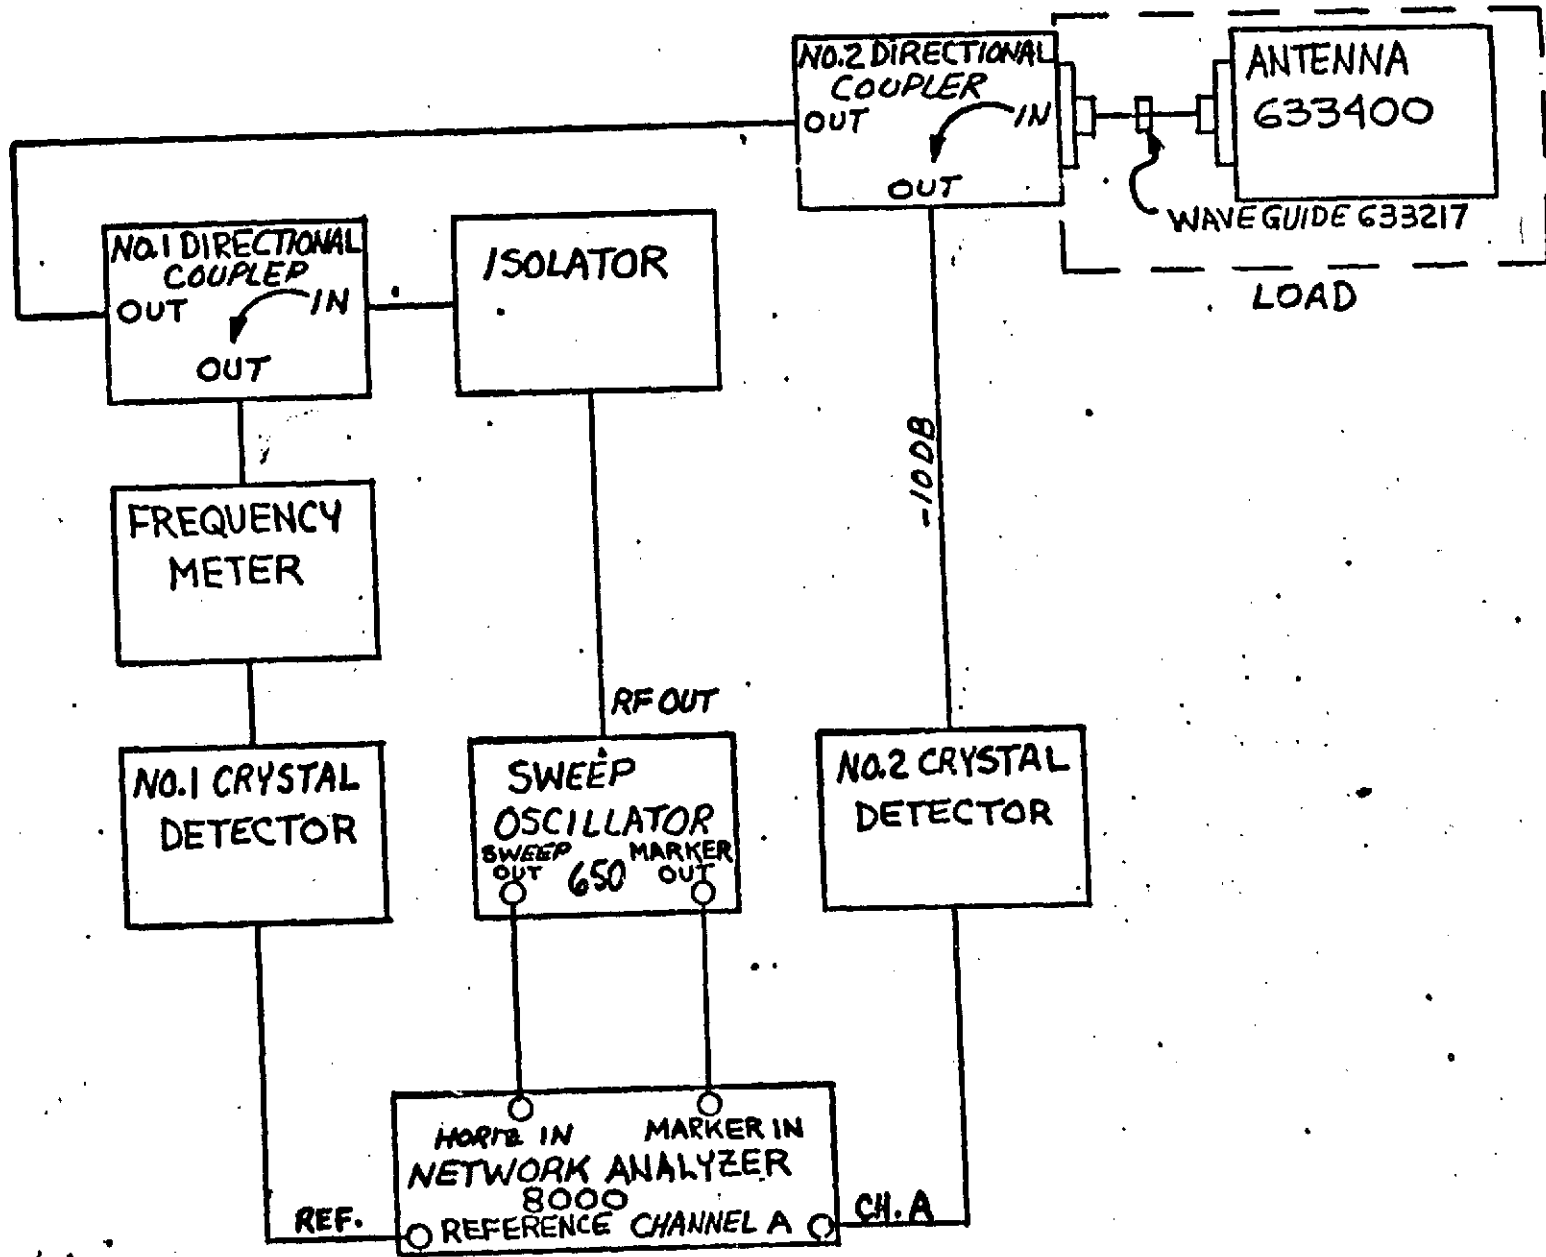 NO.2 DIRECTIONAL
COUPLER
OUT
IN
OUT
ANTENNA
633400
WAVEGUIDE 633217
LOAD
NO.1 DIRECTIONAL
COUPLER
OUT
IN
OUT
ISOLATOR
-10 DB
FREQUENCY
METER
RF OUT
NO.1 CRYSTAL
DETECTOR
SWEEP
OSCILLATOR
SWEEP
OUT
650
MARKER
OUT
NO.2 CRYSTAL
DETECTOR
HORIZ IN
MARKER IN
NETWORK ANALYZER
8000
REF.
REFERENCE
CHANNEL A
CH. A